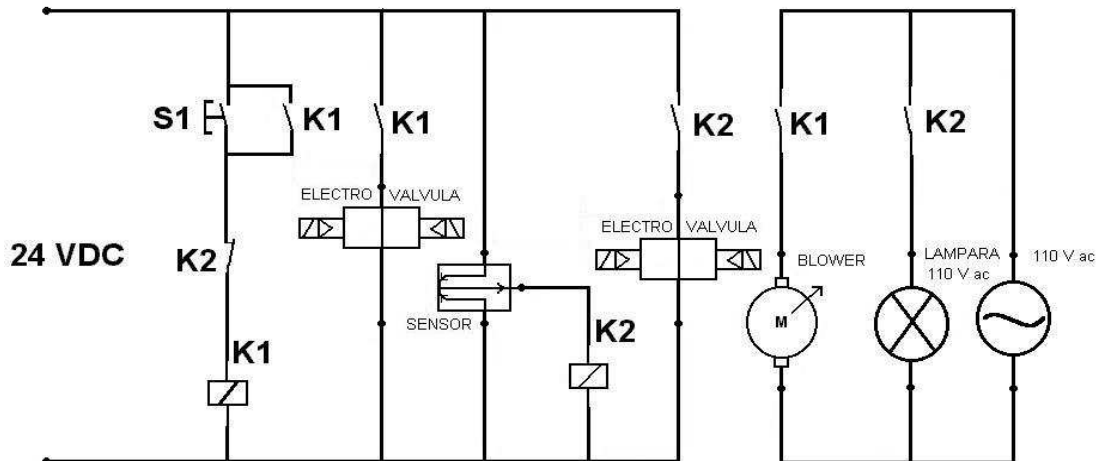 S1
K1
K1
K2
K1
K2
ELECTRO VALVULA
ELECTRO VALVULA
24 VDC
K2
BLOWER
LAMPARA
110 V ac
110 V ac
M
SENSOR
K2
K1